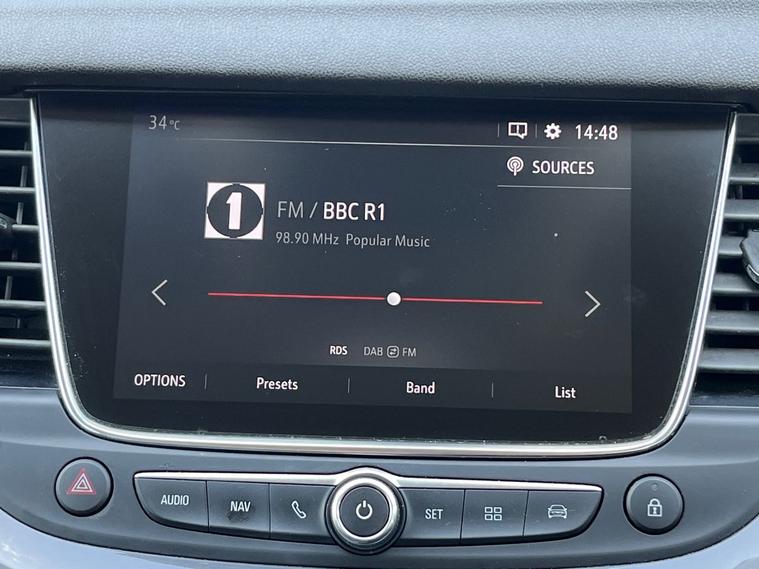 34°C
14:48
SOURCES
1
FM / BBC R1
98.90 MHz Popular Music
RDS DAB FM
OPTIONS Presets Band List
AUDIO NAV SET